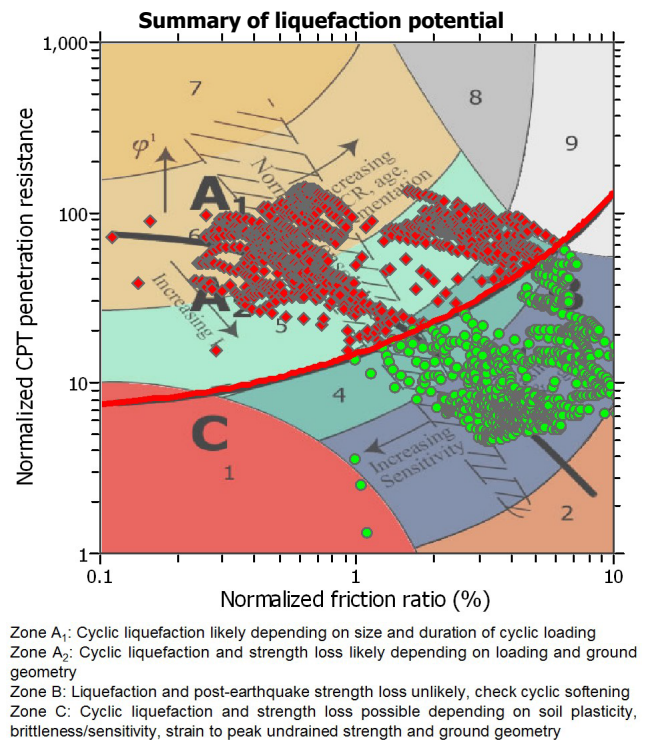 Summary of liquefaction potential
1,000
100
10
1
Normalized CPT penetration resistance
7
8
9
φ'
A1
Increasing
CR, age,
mentation
A2
5
Increasing
4
C
1
Increasing
Sensitivity
2
0.1
1
10
Normalized friction ratio (%)
Zone A1: Cyclic liquefaction likely depending on size and duration of cyclic loading
Zone A2: Cyclic liquefaction and strength loss likely depending on loading and ground
geometry
Zone B: Liquefaction and post-earthquake strength loss unlikely, check cyclic softening
Zone C: Cyclic liquefaction and strength loss possible depending on soil plasticity,
brittleness/sensitivity, strain to peak undrained strength and ground geometry